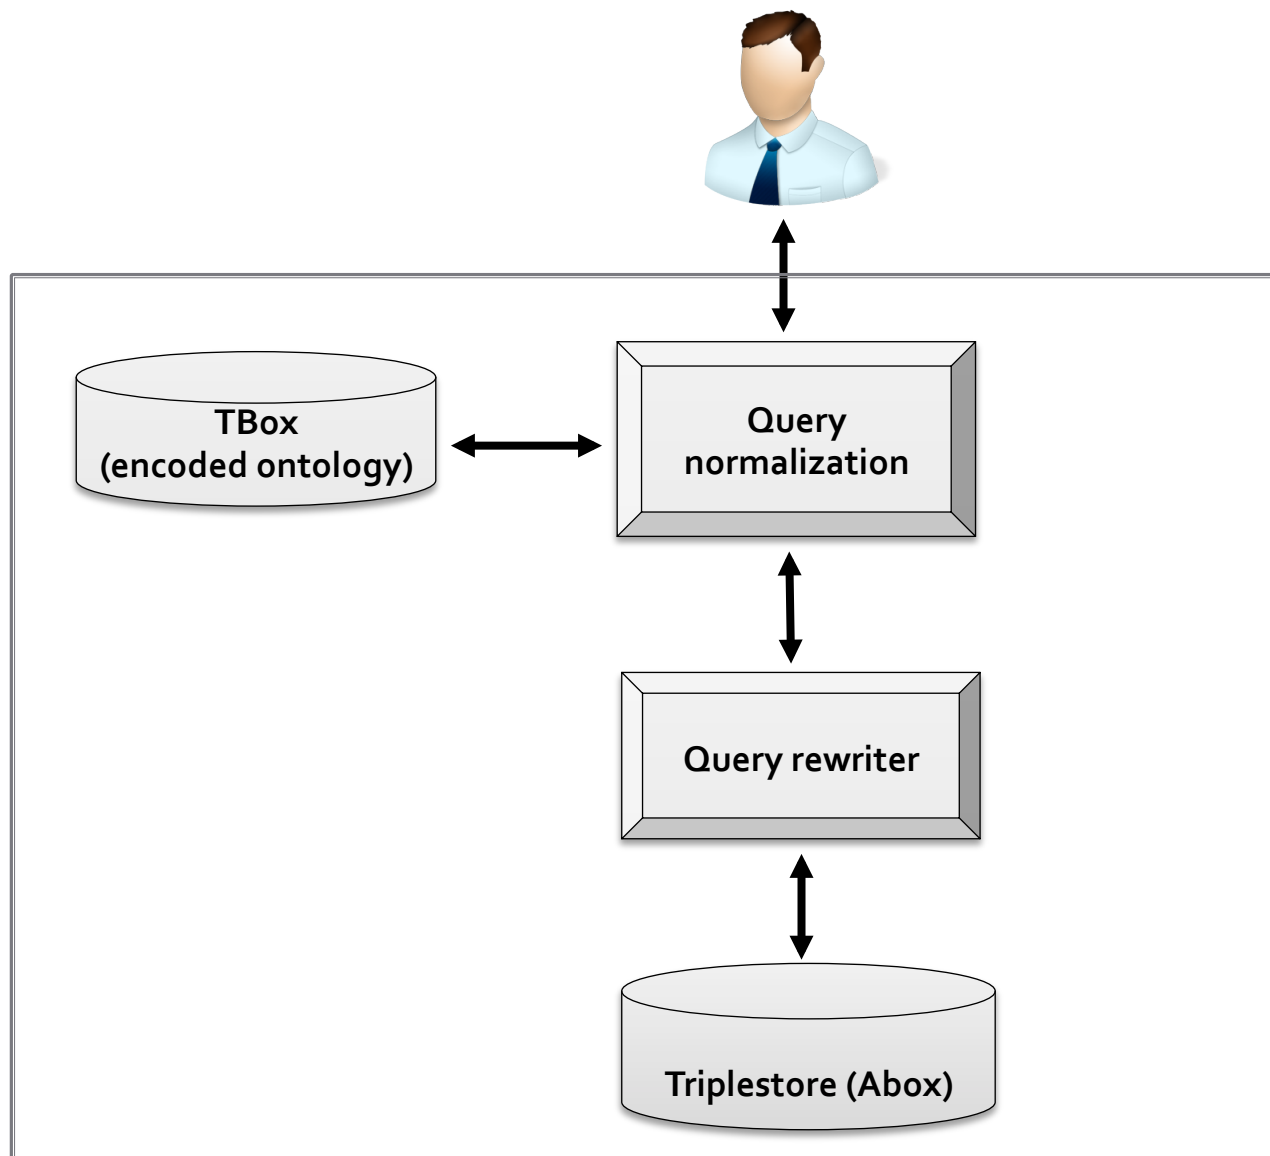 TBox
(encoded ontology)
Query
normalization
Query rewriter
Triplestore (Abox)